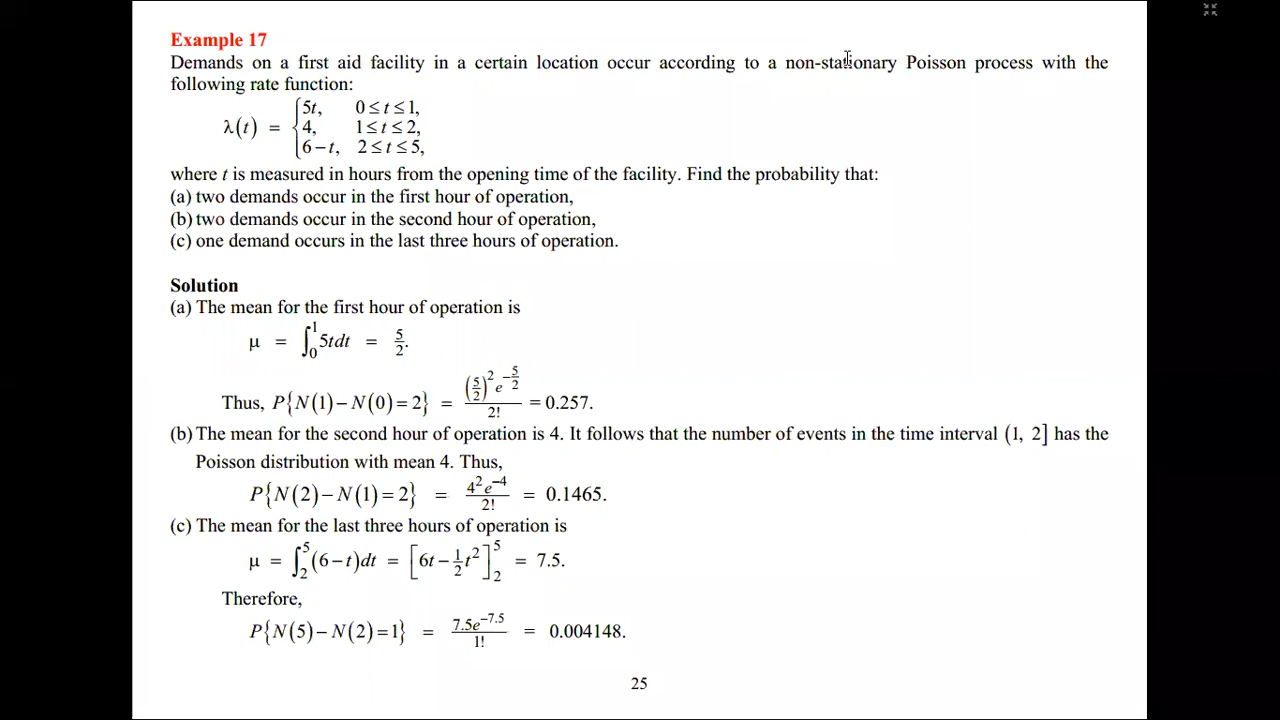 Example 17
Demands on a first aid facility in a certain location occur according to a non-stationary Poisson process with the
following rate function:
λ(t) = { 5t, 0 ≤ t ≤ 1,
4, 1 ≤ t ≤ 2,
6 − t, 2 ≤ t ≤ 5,
where t is measured in hours from the opening time of the facility. Find the probability that:
(a) two demands occur in the first hour of operation,
(b) two demands occur in the second hour of operation,
(c) one demand occurs in the last three hours of operation.
Solution
(a) The mean for the first hour of operation is
μ = ∫₀¹ 5tdt = 5/2.
Thus, P{N(1) − N(0) = 2} = (5/2)² e^(−5/2) / 2! = 0.257.
(b) The mean for the second hour of operation is 4. It follows that the number of events in the time interval (1, 2] has the
Poisson distribution with mean 4. Thus,
P{N(2) − N(1) = 2} = 4² e^(−4) / 2! = 0.1465.
(c) The mean for the last three hours of operation is
μ = ∫₂⁵ (6 − t)dt = [6t − 1/2 t²]₂⁵ = 7.5.
Therefore,
P{N(5) − N(2) = 1} = 7.5e^(−7.5) / 1! = 0.004148.
25